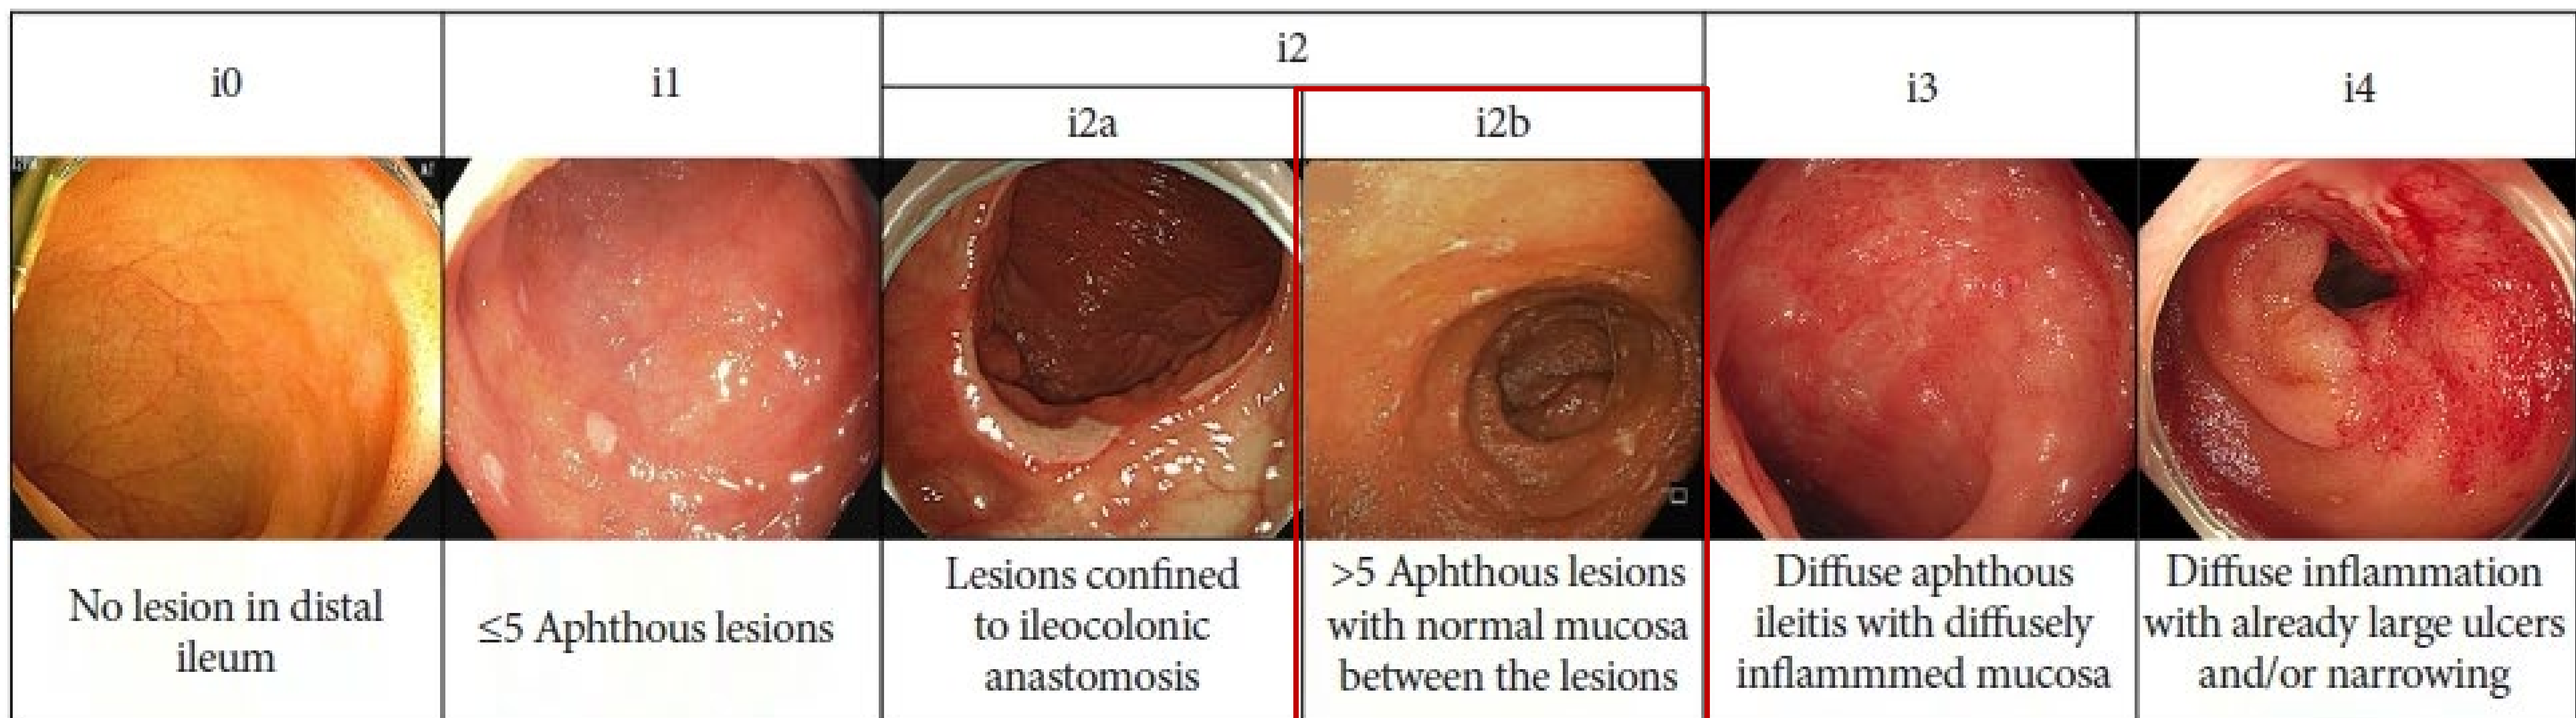 i0
i1
i2
i2a
i2b
i3
i4
No lesion in distal
ileum
≤5 Aphthous lesions
Lesions confined
to ileocolonic
anastomosis
>5 Aphthous lesions
with normal mucosa
between the lesions
Diffuse aphthous
ileitis with diffusely
inflammmed mucosa
Diffuse inflammation
with already large ulcers
and/or narrowing